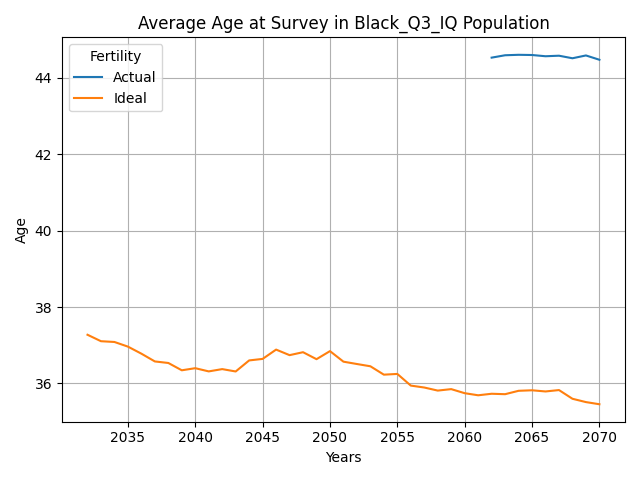 Average Age at Survey in Black_Q3_IQ Population
Fertility
Actual
Ideal
44
42
40
38
36
Age
2035 2040 2045 2050 2055 2060 2065 2070
Years